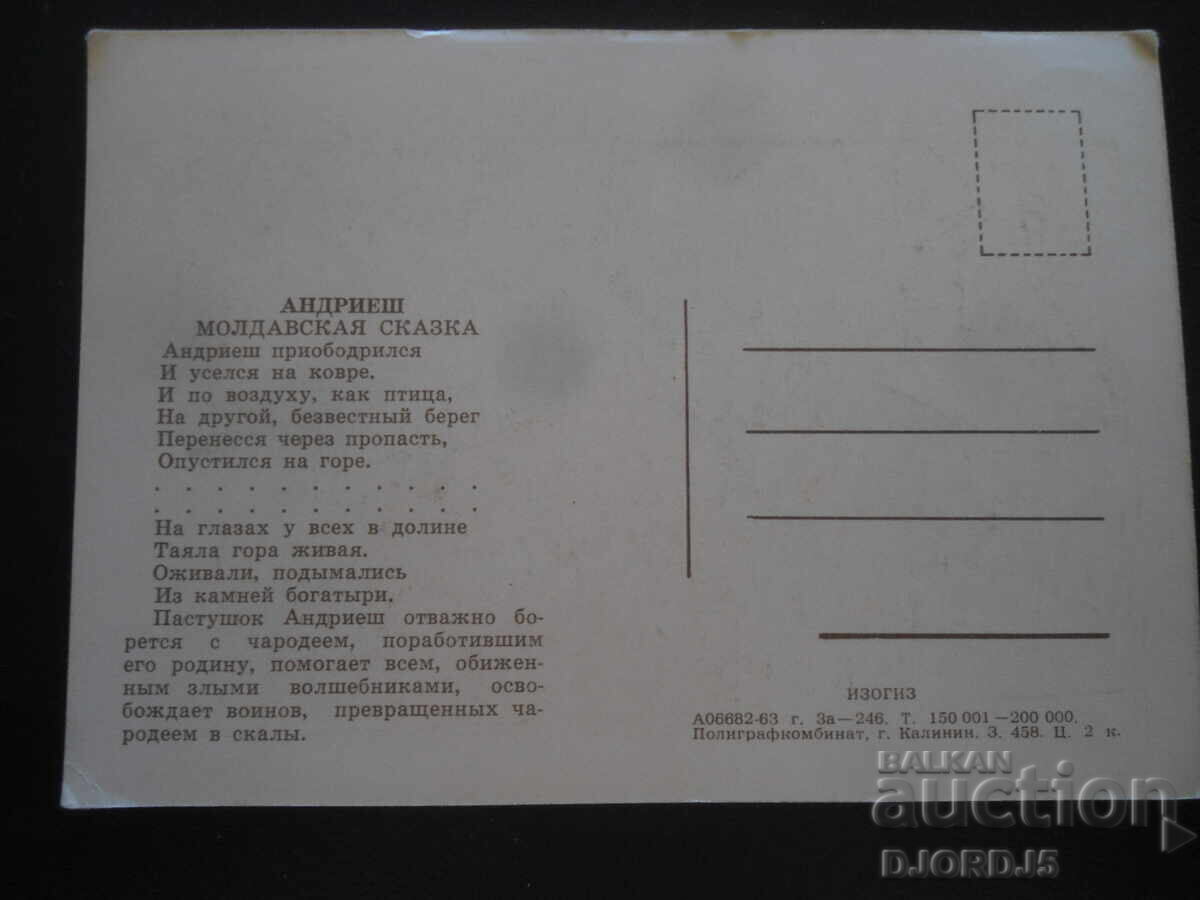 АНДРИЕШ
МОЛДАВСКАЯ СКАЗКА
Андриеш приободрился
И уселся на ковре.
И по воздуху, как птица,
На другой, безвестный берег
Перенесся через пропасть,
Опустился на горе.
. . . . . . . . . . . . . . . .
. . . . . . . . . . . . . . . .
На глазах у всех в долине
Таяла гора живая.
Оживали, подымались
Из камней богатыри.
Пастушок Андриеш отважно бо-
рется с чародеем, поработившим
его родину, помогает всем, обижен-
ным злыми волшебниками, осво-
бождает воинов, превращенных ча-
родеем в скалы.
ИЗОГИЗ
А06682-63 г. За—246. Т. 150 001—200 000.
Полиграфкомбинат, г. Калинин. З. 458. Ц. 2 к.
BALKAN
auction
DJORDJ5